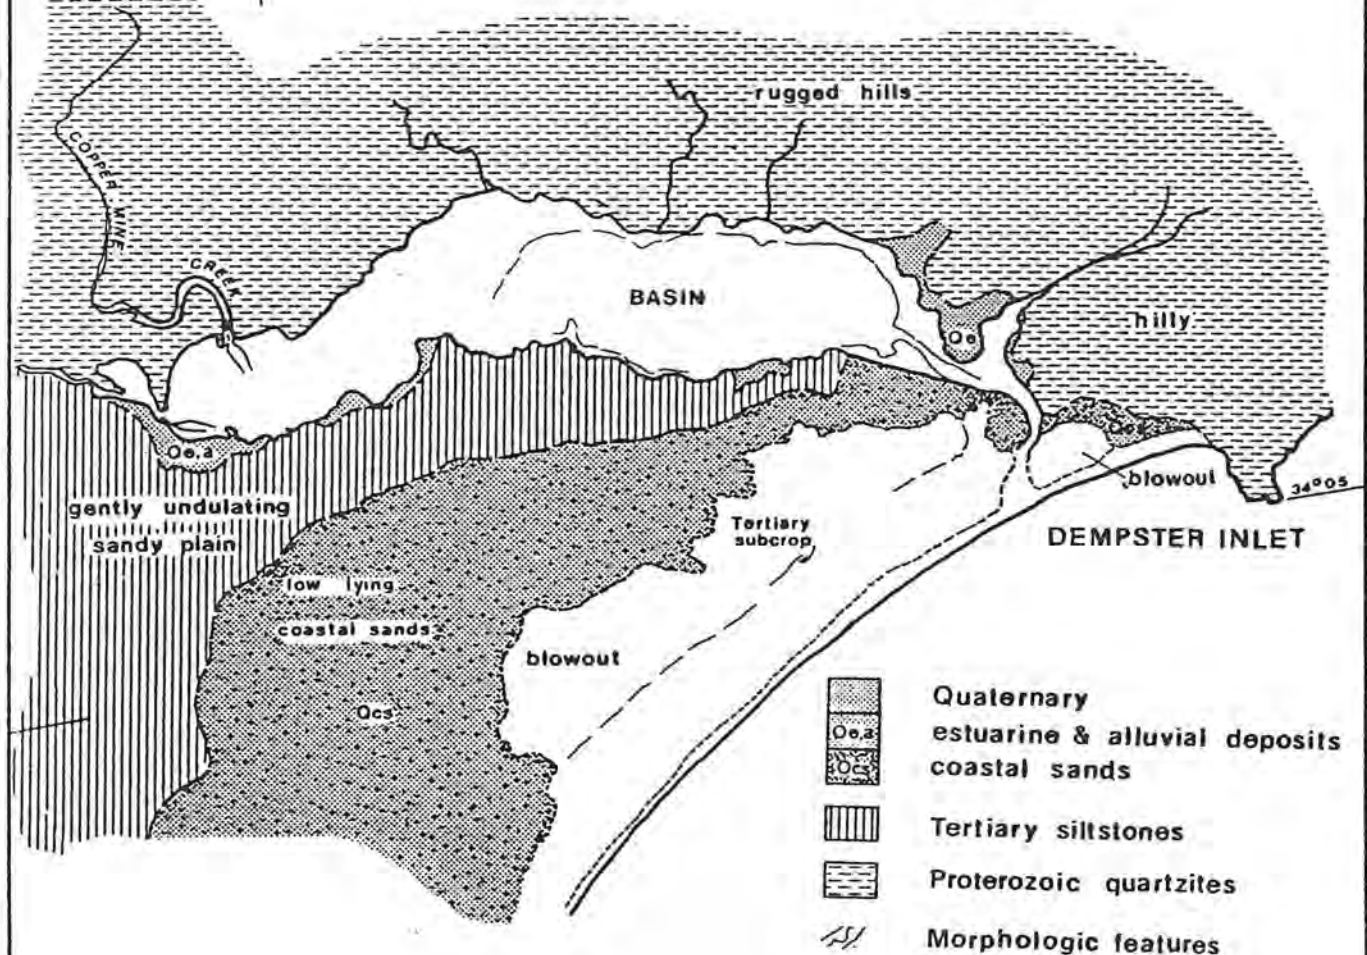 rugged hills
COPPER MINE
CREEK
BASIN
hilly
Qe
Qe,a
Qcs
blowout
34°05
gently undulating
sandy plain
Tertiary
subcrop
DEMPSTER INLET
low lying
coastal sands
blowout
Qcs
Quaternary
Qe,a estuarine & alluvial deposits
Qcs coastal sands
Tertiary siltstones
Proterozoic quartzites
Morphologic features